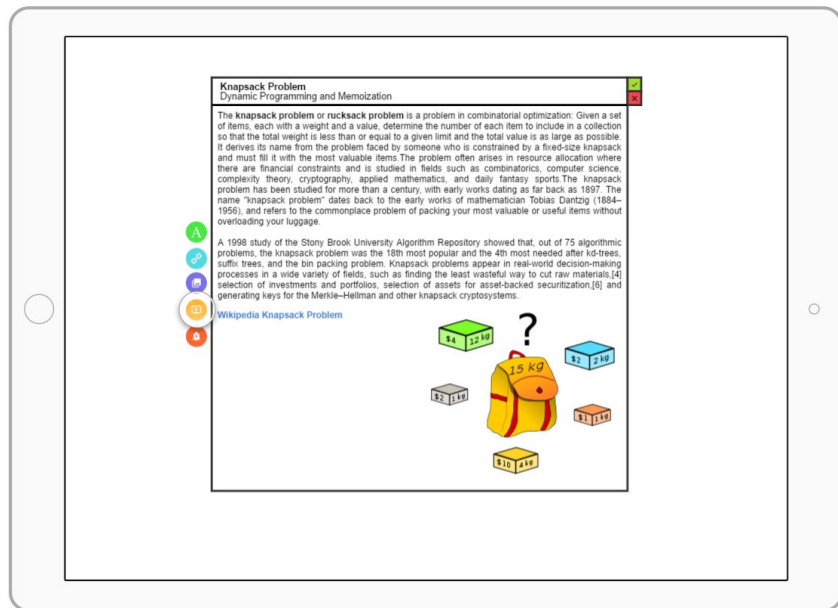 Knapsack Problem
Dynamic Programming and Memoization
The knapsack problem or rucksack problem is a problem in combinatorial optimization: Given a set
of items, each with a weight and a value, determine the number of each item to include in a collection
so that the total weight is less than or equal to a given limit and the total value is as large as possible.
It derives its name from the problem faced by someone who is constrained by a fixed-size knapsack
and must fill it with the most valuable items.The problem often arises in resource allocation where
there are financial constraints and is studied in fields such as combinatorics, computer science,
complexity theory, cryptography, applied mathematics, and daily fantasy sports.The knapsack
problem has been studied for more than a century, with early works dating as far back as 1897. The
name "knapsack problem" dates back to the early works of mathematician Tobias Dantzig (1884–
1956), and refers to the commonplace problem of packing your most valuable or useful items without
overloading your luggage.
A
A 1998 study of the Stony Brook University Algorithm Repository showed that, out of 75 algorithmic
problems, the knapsack problem was the 18th most popular and the 4th most needed after kd-trees,
suffix trees, and the bin packing problem. Knapsack problems appear in real-world decision-making
processes in a wide variety of fields, such as finding the least wasteful way to cut raw materials,[4]
selection of investments and portfolios, selection of assets for asset-backed securitization,[6] and
generating keys for the Merkle–Hellman and other knapsack cryptosystems.
Wikipedia Knapsack Problem
?
$4 12 kg
$2 2 kg
15 kg
$2 1 kg
$1 1 kg
$10 4 kg